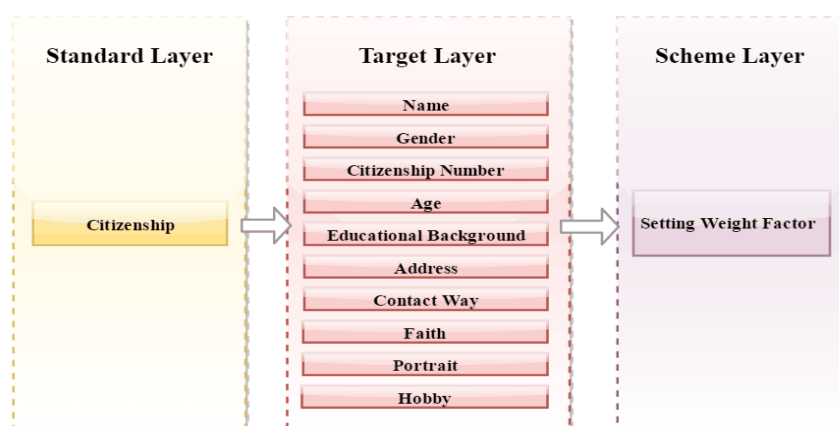 Standard Layer
Citizenship
Target Layer
Name
Gender
Citizenship Number
Age
Educational Background
Address
Contact Way
Faith
Portrait
Hobby
Scheme Layer
Setting Weight Factor